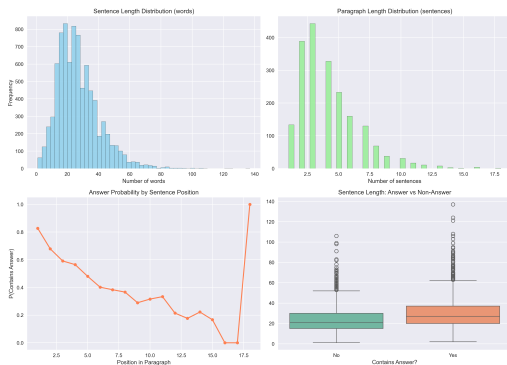 Sentence Length Distribution (words)
Frequency
800
700
600
500
400
300
200
100
0
0 20 40 60 80 100 120 140
Number of words
Paragraph Length Distribution (sentences)
400
300
200
100
0
2.5 5.0 7.5 10.0 12.5 15.0 17.5
Number of sentences
Answer Probability by Sentence Position
P(Contains Answer)
1.0
0.8
0.6
0.4
0.2
0.0
2.5 5.0 7.5 10.0 12.5 15.0 17.5
Position in Paragraph
Sentence Length: Answer vs Non-Answer
140
120
100
80
60
40
20
0
No Yes
Contains Answer?